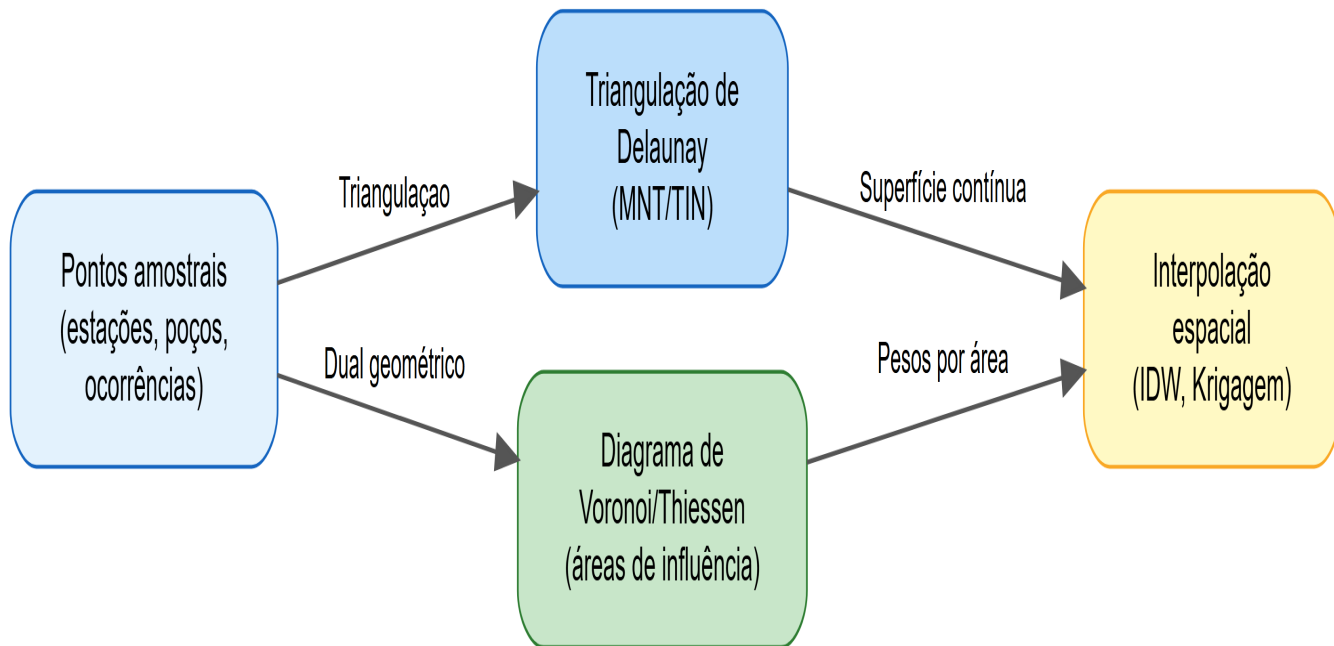 Pontos amostrais
(estações, poços,
ocorrências)
Triangulaçao
Dual geométrico
Triangulação de
Delaunay
(MNT/TIN)
Diagrama de
Voronoi/Thiessen
(áreas de influência)
Superfície contínua
Pesos por área
Interpolação
espacial
(IDW, Krigagem)